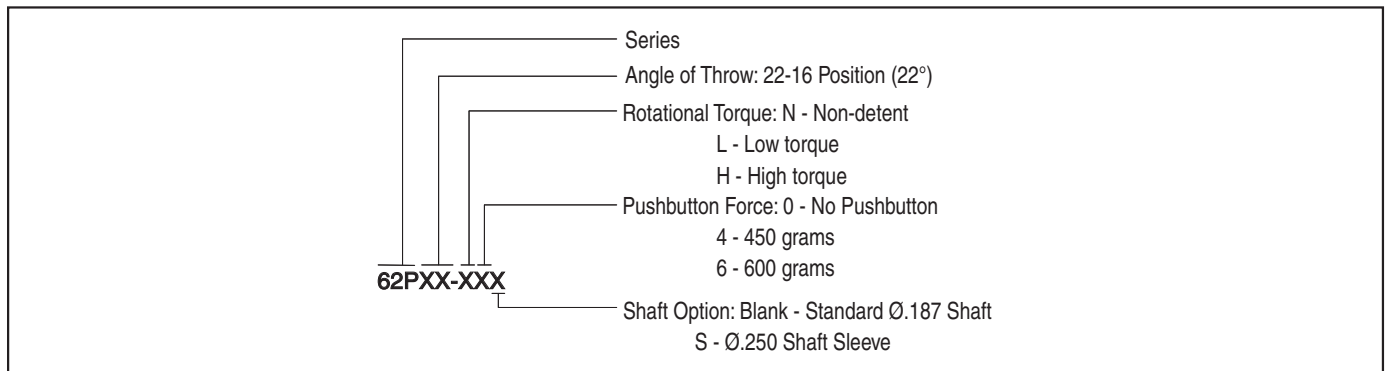 Series
Angle of Throw: 22-16 Position (22°)
Rotational Torque: N - Non-detent
L - Low torque
H - High torque
Pushbutton Force: 0 - No Pushbutton
4 - 450 grams
6 - 600 grams
62PXX-XXX
Shaft Option: Blank - Standard Ø.187 Shaft
S - Ø.250 Shaft Sleeve